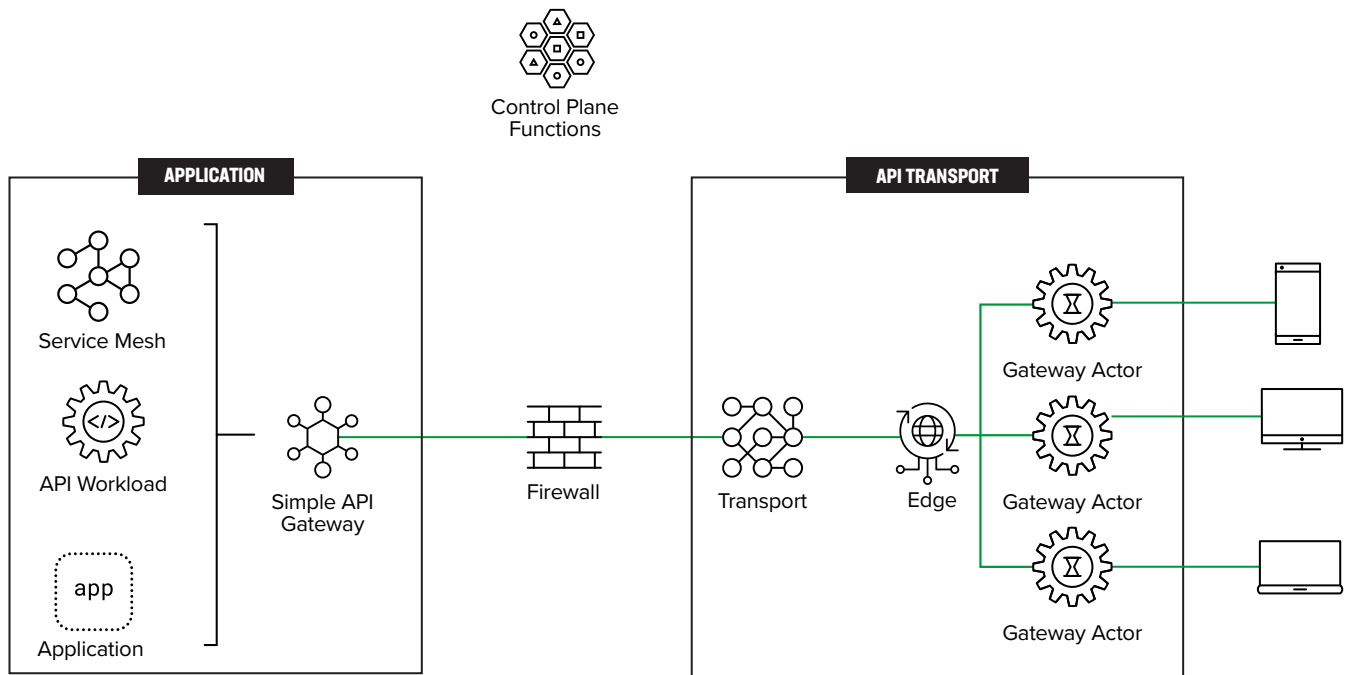 Control Plane
Functions
APPLICATION
Service Mesh
API Workload
</>
app
Application
Simple API
Gateway
Firewall
API TRANSPORT
Transport
Edge
Gateway Actor
Gateway Actor
Gateway Actor